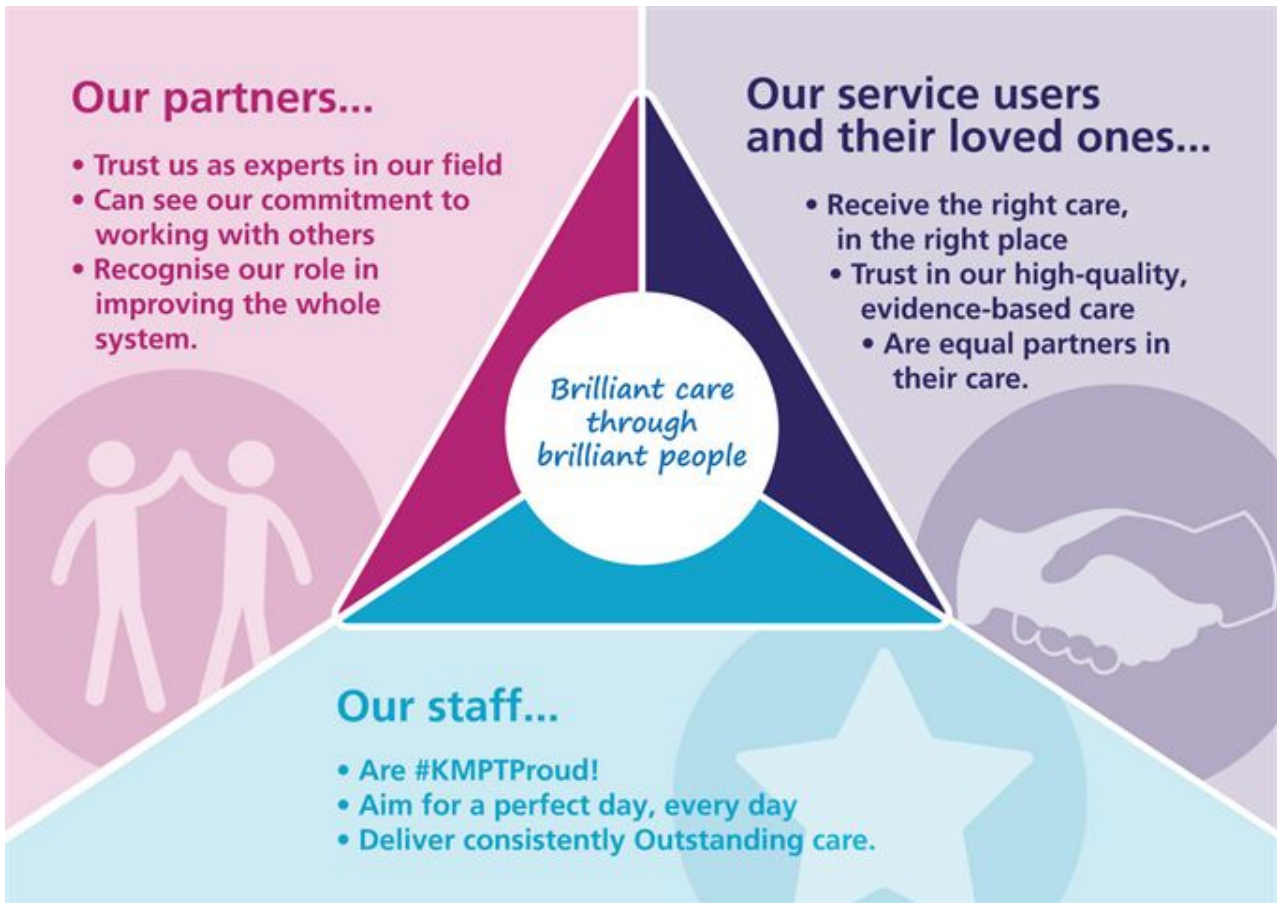 Our partners...
• Trust us as experts in our field
• Can see our commitment to
working with others
• Recognise our role in
improving the whole
system.
Our service users
and their loved ones...
• Receive the right care,
in the right place
• Trust in our high-quality,
evidence-based care
• Are equal partners in
their care.
Brilliant care
through
brilliant people
Our staff...
• Are #KMPTProud!
• Aim for a perfect day, every day
• Deliver consistently Outstanding care.